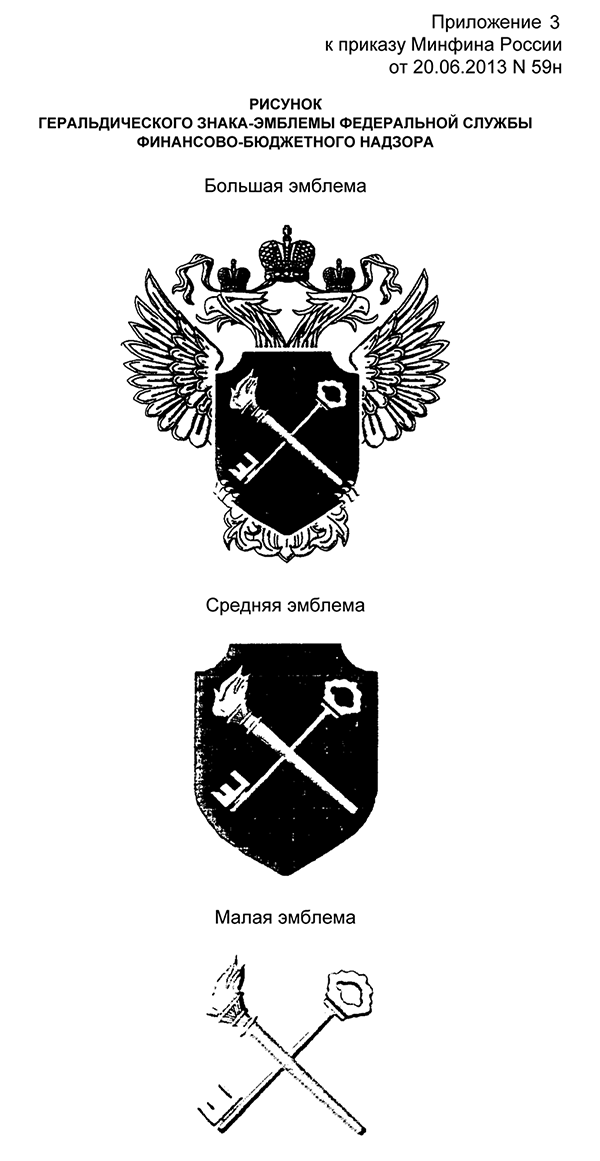 Приложение 3
к приказу Минфина России
от 20.06.2013 N 59н
РИСУНОК
ГЕРАЛЬДИЧЕСКОГО ЗНАКА-ЭМБЛЕМЫ ФЕДЕРАЛЬНОЙ СЛУЖБЫ
ФИНАНСОВО-БЮДЖЕТНОГО НАДЗОРА
Большая эмблема
Средняя эмблема
Малая эмблема